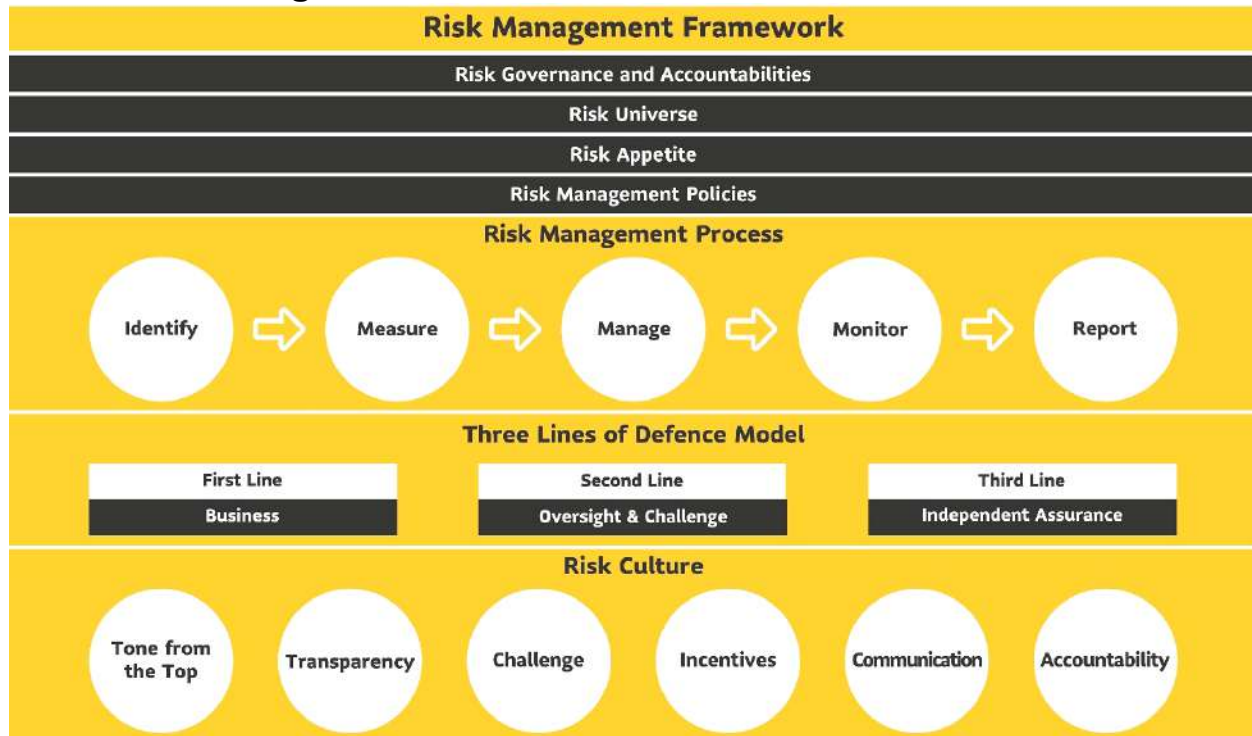 Risk Management Framework
Risk Governance and Accountabilities
Risk Universe
Risk Appetite
Risk Management Policies
Risk Management Process
Identify
Measure
Manage
Monitor
Report
Three Lines of Defence Model
First Line
Business
Second Line
Oversight & Challenge
Third Line
Independent Assurance
Risk Culture
Tone from
the Top
Transparency
Challenge
Incentives
Communication
Accountability